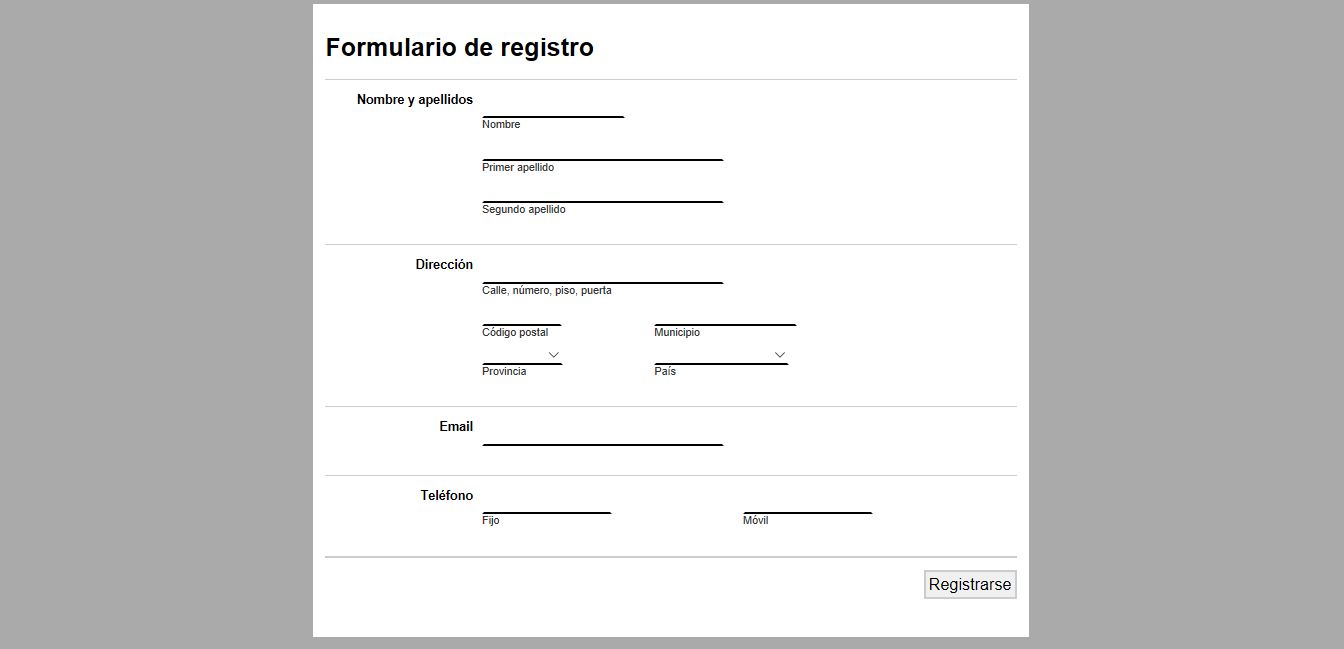 Formulario de registro
Nombre y apellidos
Nombre
Primer apellido
Segundo apellido
Dirección
Calle, número, piso, puerta
Código postal Municipio
Provincia País
Email
Teléfono
Fijo Móvil
Registrarse